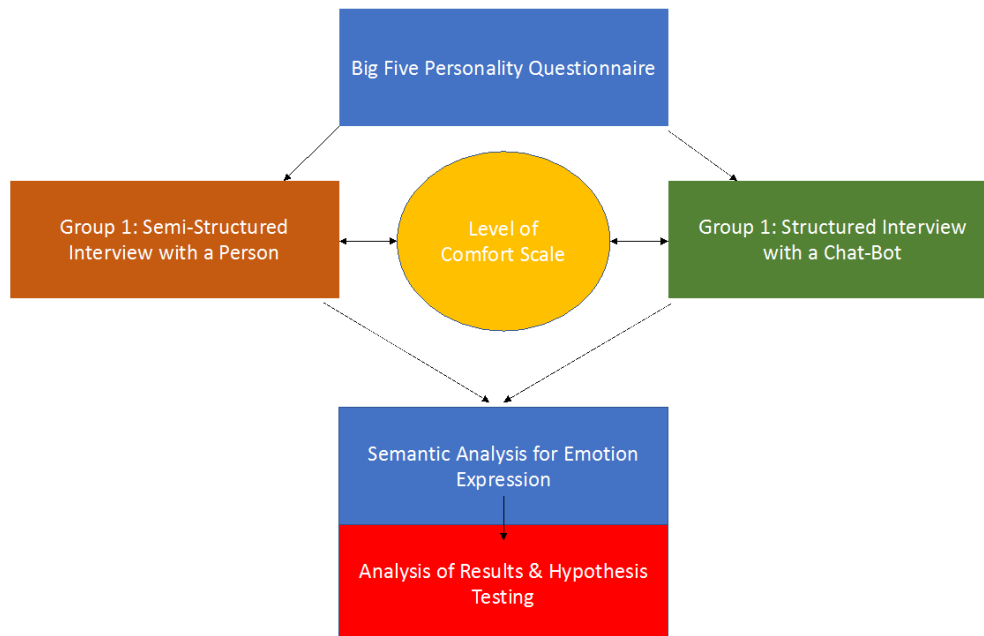 Big Five Personality Questionnaire
Group 1: Semi-Structured
Interview with a Person
Level of
Comfort Scale
Group 1: Structured Interview
with a Chat-Bot
Semantic Analysis for Emotion
Expression
Analysis of Results & Hypothesis
Testing